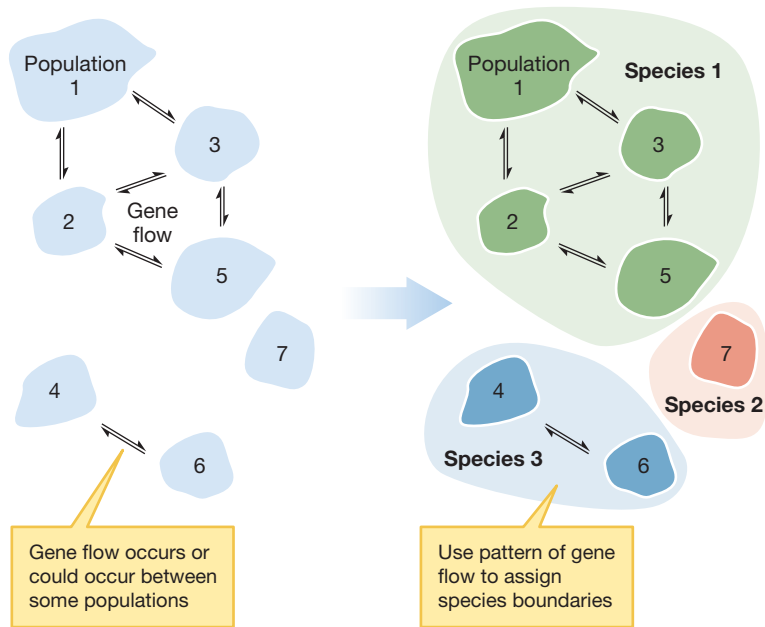 Population
1
3
2
Gene
flow
5
7
4
6
Gene flow occurs or
could occur between
some populations
Population
1
Species 1
3
2
5
7
Species 2
4
Species 3
6
Use pattern of gene
flow to assign
species boundaries